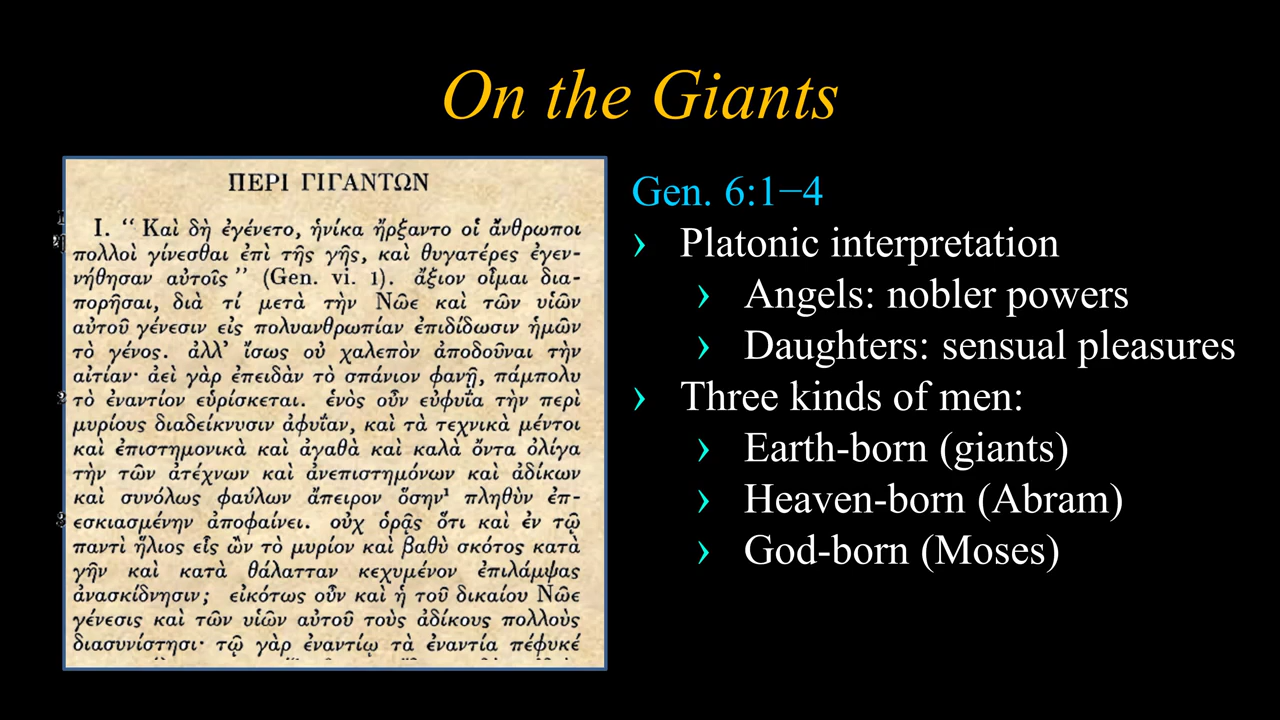 On the Giants
ΠΕΡΙ ΓΙΓΑΝΤΩΝ
I. “ Καὶ δὴ ἐγένετο, ἡνίκα ἤρξαντο οἱ ἄνθρωποι
πολλοὶ γίνεσθαι ἐπὶ τῆς γῆς, καὶ θυγατέρες ἐγεν-
νήθησαν αὐτοῖς ” (Gen. vi. 1). ἄξιον οἶμαι δια-
πορῆσαι, διὰ τί μετὰ τὴν Νῶε καὶ τῶν υἱῶν
αὐτοῦ γένεσιν εἰς πολυανθρωπίαν ἐπιδίδωσιν ἡμῶν
τὸ γένος. ἀλλ’ ἴσως οὐ χαλεπὸν ἀποδοῦναι τὴν
αἰτίαν· ἀεὶ γὰρ ἐπειδὰν τὸ σπάνιον φανῇ, πάμπολυ
τὸ ἐναντίον εὑρίσκεται. ἑνὸς οὖν εὐφυΐα τὴν περὶ
μυρίους διαδείκνυσιν ἀφυΐαν, καὶ τὰ τεχνικὰ μέντοι
καὶ ἐπιστημονικὰ καὶ ἀγαθὰ καὶ καλὰ ὄντα ὀλίγα
τὴν τῶν ἀτέχνων καὶ ἀνεπιστημόνων καὶ ἀδίκων
καὶ συνόλως φαύλων ἄπειρον ὅσην¹ πληθὺν ἐπ-
εσκιασμένην ἀποφαίνει. οὐχ ὁρᾷς ὅτι καὶ ἐν τῷ
παντὶ ἥλιος εἷς ὢν τὸ μυρίον καὶ βαθὺ σκότος κατὰ
γῆν καὶ κατὰ θάλατταν κεχυμένον ἐπιλάμψας
ἀνασκίδνησιν; εἰκότως οὖν καὶ ἡ τοῦ δικαίου Νῶε
γένεσις καὶ τῶν υἱῶν αὐτοῦ τοὺς ἀδίκους πολλοὺς
διασυνίστησι· τῷ γὰρ ἐναντίῳ τὰ ἐναντία πέφυκέ
Gen. 6:1−4
› Platonic interpretation
› Angels: nobler powers
› Daughters: sensual pleasures
› Three kinds of men:
› Earth-born (giants)
› Heaven-born (Abram)
› God-born (Moses)